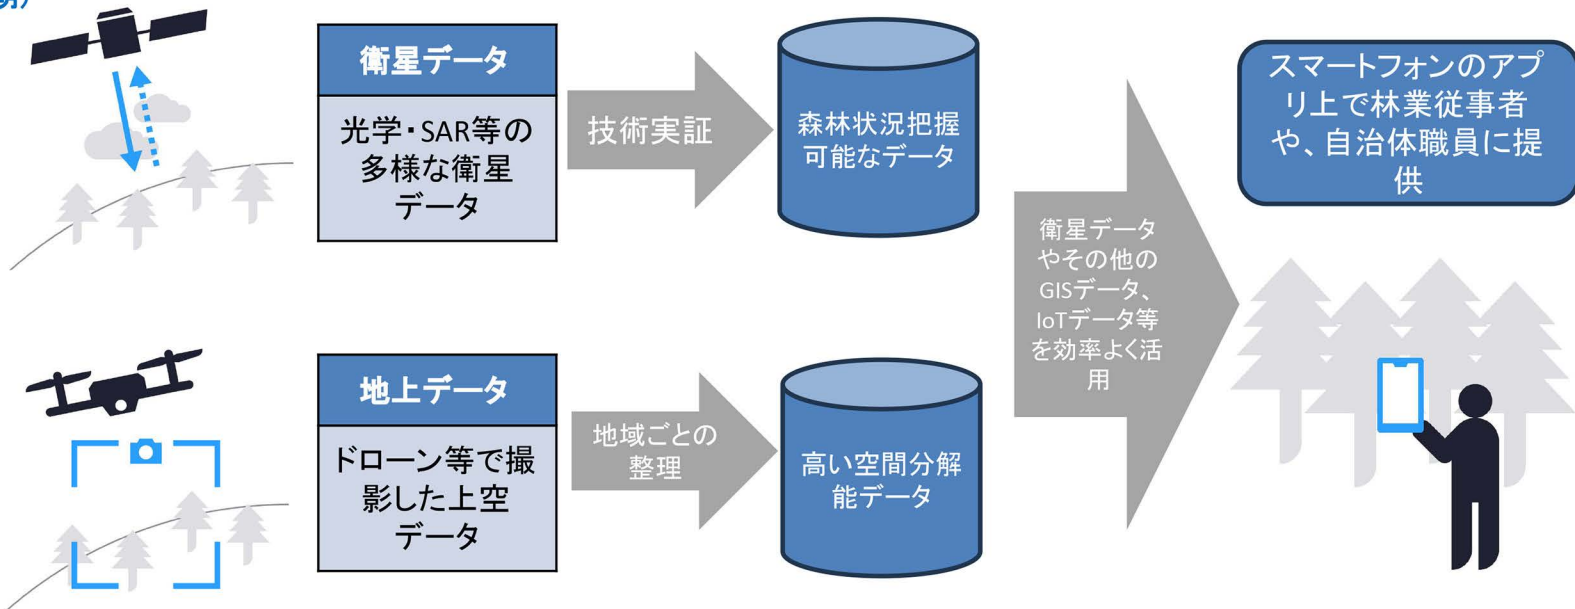 衛星データ
光学・SAR等の
多様な衛星
データ
技術実証
森林状況把握
可能なデータ
地上データ
ドローン等で撮
影した上空
データ
地域ごとの
整理
高い空間分解
能データ
衛星データ
やその他の
GISデータ、
IoTデータ等
を効率よく活
用
スマートフォンのアプ
リ上で林業従事者
や、自治体職員に提
供